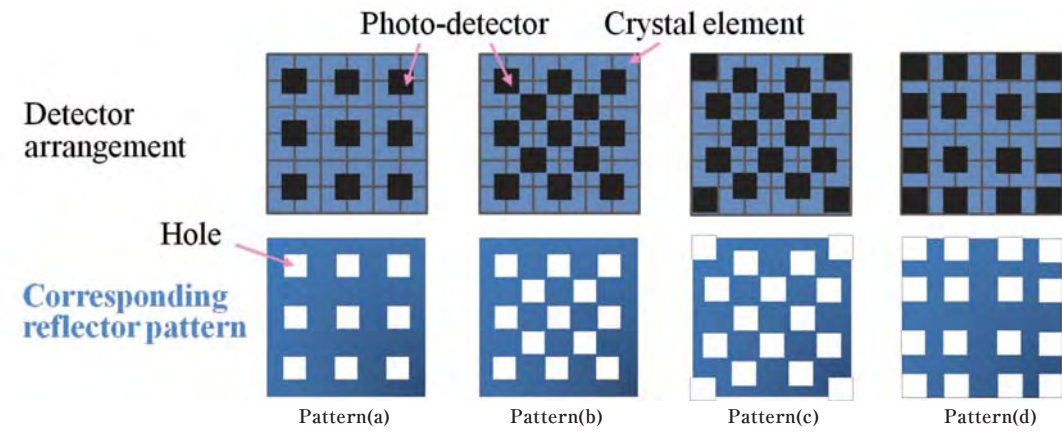 Photo-detector
Crystal element
Detector
arrangement
Hole
Corresponding
reflector pattern
Pattern(a)
Pattern(b)
Pattern(c)
Pattern(d)